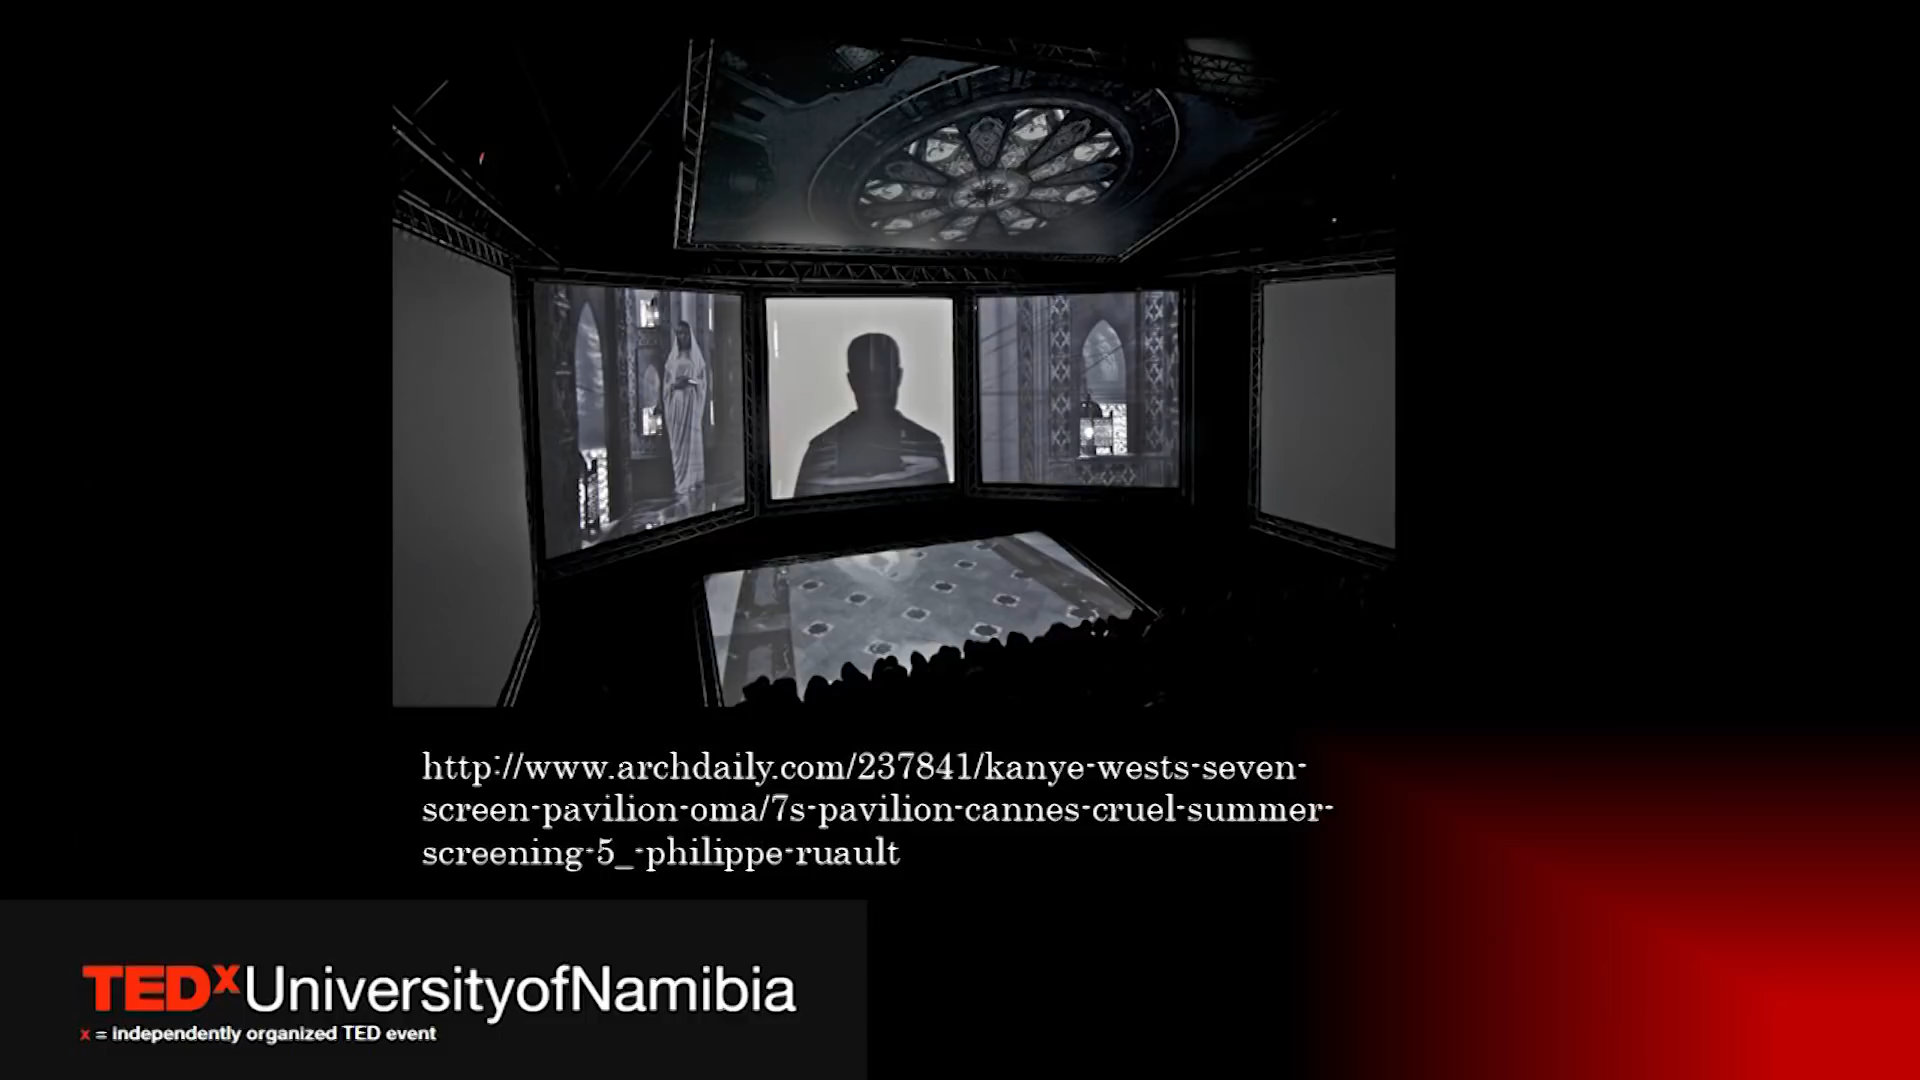 http://www.archdaily.com/237841/kanye-wests-seven-
screen-pavilion-oma/7s-pavilion-cannes-cruel-summer-
screening-5_-philippe-ruault
TEDxUniversityofNamibia
x = independently organized TED event